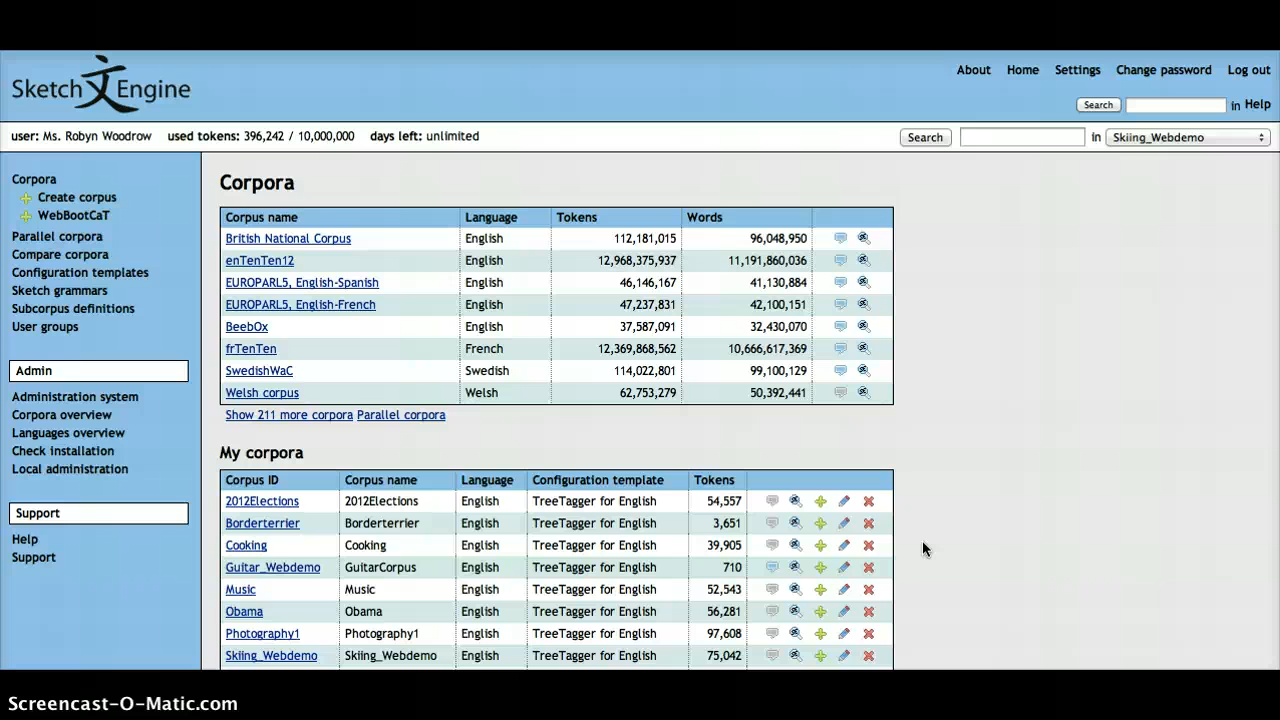 Sketch 文 Engine
About Home Settings Change password Log out
Search in Help
user: Ms. Robyn Woodrow used tokens: 396,242 / 10,000,000 days left: unlimited
Search in Skiing_Webdemo
Corpora
Create corpus
WebBootCaT
Parallel corpora
Compare corpora
Configuration templates
Sketch grammars
Subcorpus definitions
User groups
Admin
Administration system
Corpora overview
Languages overview
Check installation
Local administration
Support
Help
Support
Corpora
Corpus name Language Tokens Words
British National Corpus English 112,181,015 96,048,950
enTenTen12 English 12,968,375,937 11,191,860,036
EUROPARL5, English-Spanish English 46,146,167 41,130,884
EUROPARL5, English-French English 47,237,831 42,100,151
BeebOx English 37,587,091 32,430,070
frTenTen French 12,369,868,562 10,666,617,369
SwedishWaC Swedish 114,022,801 99,100,129
Welsh corpus Welsh 62,753,279 50,392,441
Show 211 more corpora Parallel corpora
My corpora
Corpus ID Corpus name Language Configuration template Tokens
2012Elections 2012Elections English TreeTagger for English 54,557
Borderterrier Borderterrier English TreeTagger for English 3,651
Cooking Cooking English TreeTagger for English 39,905
Guitar_Webdemo GuitarCorpus English TreeTagger for English 710
Music Music English TreeTagger for English 52,543
Obama Obama English TreeTagger for English 56,281
Photography1 Photography1 English TreeTagger for English 97,608
Skiing_Webdemo Skiing_Webdemo English TreeTagger for English 75,042
Screencast-O-Matic.com